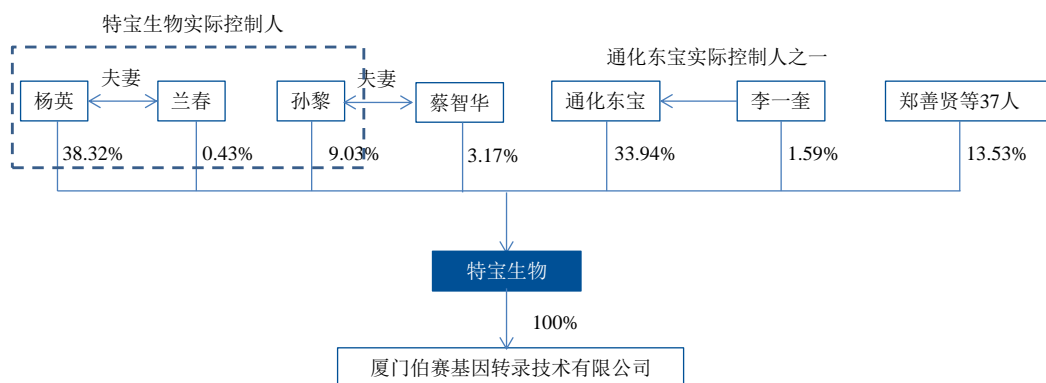 特宝生物实际控制人
通化东宝实际控制人之一
夫妻
夫妻
杨英
兰春
孙黎
蔡智华
通化东宝
李一奎
郑善贤等37人
38.32%
0.43%
9.03%
3.17%
33.94%
1.59%
13.53%
特宝生物
100%
厦门伯赛基因转录技术有限公司